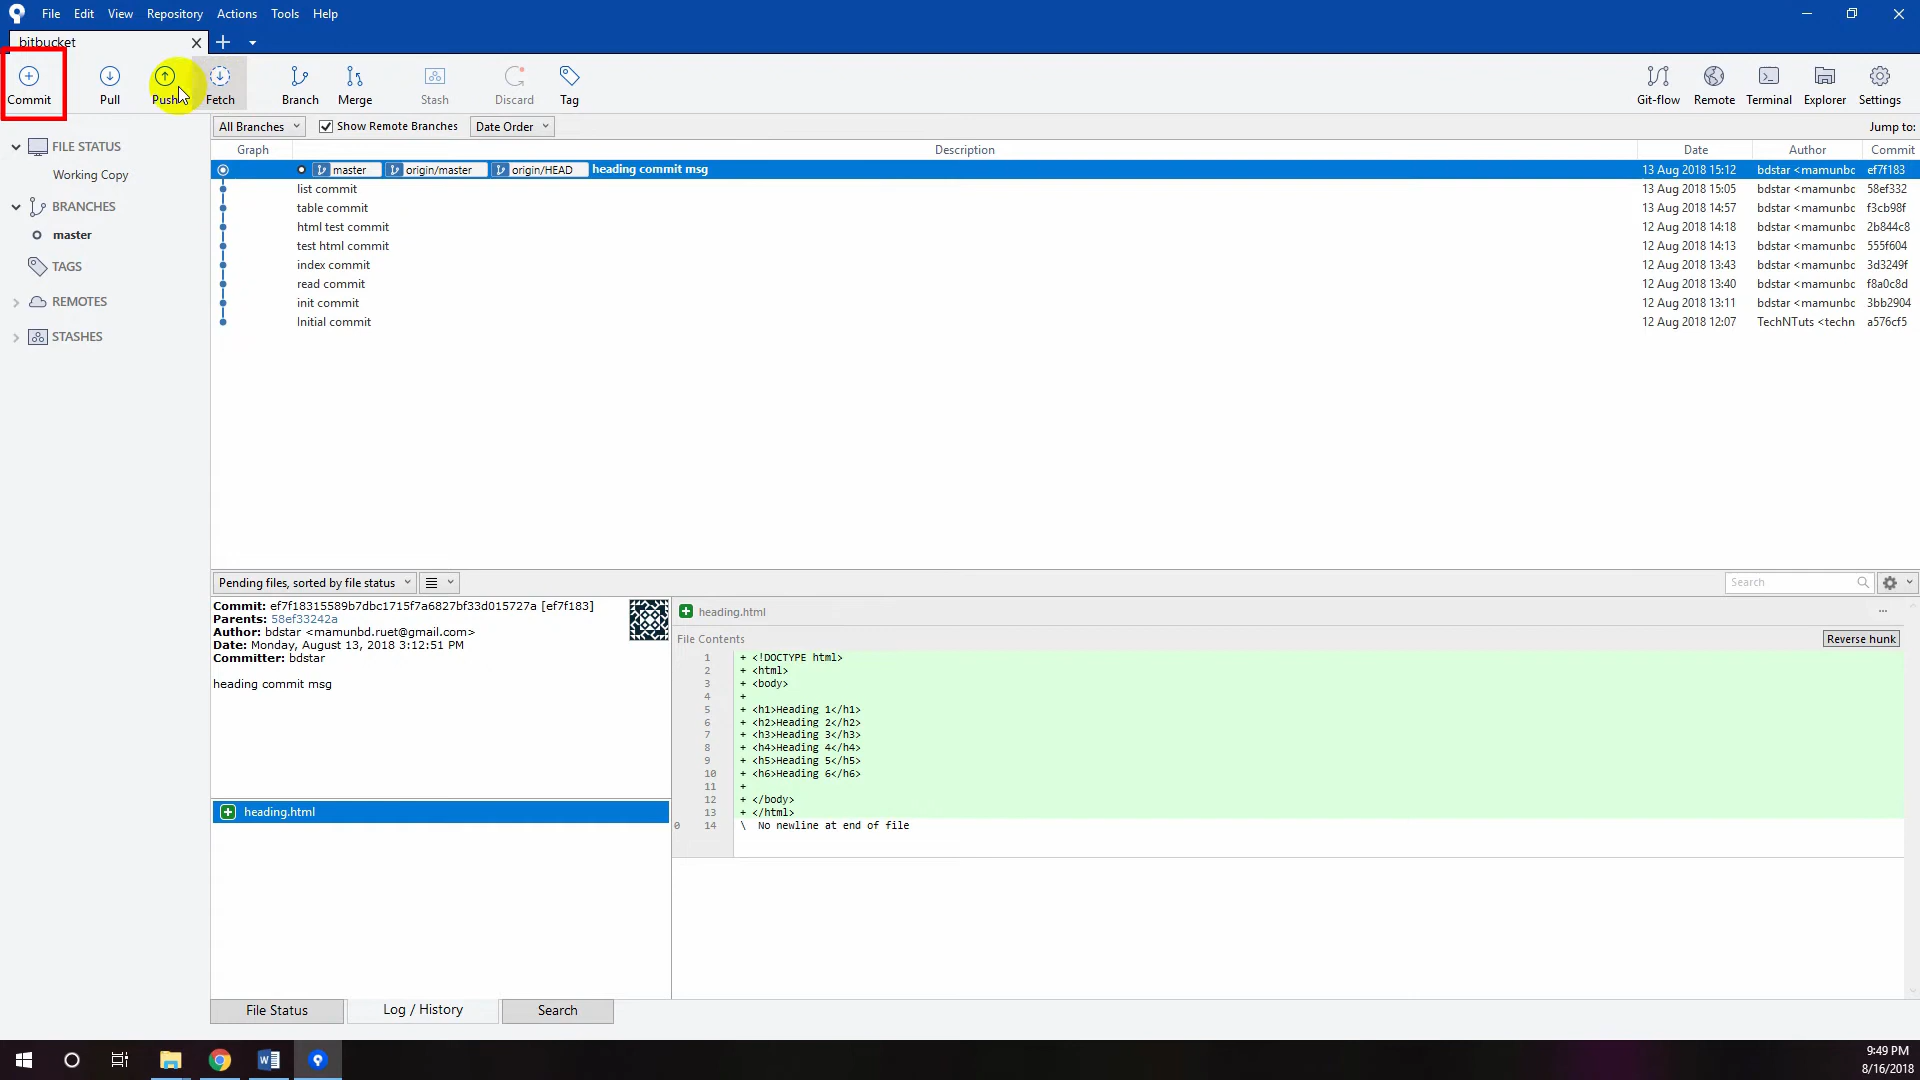 File Edit View Repository Actions Tools Help
bitbucket
Commit Pull Push Fetch Branch Merge Stash Discard Tag Git-flow Remote Terminal Explorer Settings
All Branches Show Remote Branches Date Order Jump to:
FILE STATUS
Working Copy
BRANCHES
master
TAGS
REMOTES
STASHES
Graph Description Date Author Commit
master origin/master origin/HEAD heading commit msg 13 Aug 2018 15:12 bdstar <mamunbd ef7f183
list commit 13 Aug 2018 15:05 bdstar <mamunbd 58ef332
table commit 13 Aug 2018 14:57 bdstar <mamunbd f3cb98f
html test commit 12 Aug 2018 14:18 bdstar <mamunbd 2b844c8
test html commit 12 Aug 2018 14:13 bdstar <mamunbd 555f604
index commit 12 Aug 2018 13:43 bdstar <mamunbd 3d3249f
read commit 12 Aug 2018 13:40 bdstar <mamunbd f8a0c8d
init commit 12 Aug 2018 13:11 bdstar <mamunbd 3bb2904
Initial commit 12 Aug 2018 12:07 TechNTuts <techn a576cf5
Pending files, sorted by file status Search
Commit: ef7f18315589b7dbc1715f7a6827bf33d015727a [ef7f183]
Parents: 58ef33242a
Author: bdstar <mamunbd.ruet@gmail.com>
Date: Monday, August 13, 2018 3:12:51 PM
Committer: bdstar
heading commit msg
heading.html
heading.html ...
File Contents Reverse hunk
1 + <!DOCTYPE html>
2 + <html>
3 + <body>
4 +
5 + <h1>Heading 1</h1>
6 + <h2>Heading 2</h2>
7 + <h3>Heading 3</h3>
8 + <h4>Heading 4</h4>
9 + <h5>Heading 5</h5>
10 + <h6>Heading 6</h6>
11 +
12 + </body>
13 + </html>
0 14 \ No newline at end of file
File Status Log / History Search
9:49 PM
8/16/2018